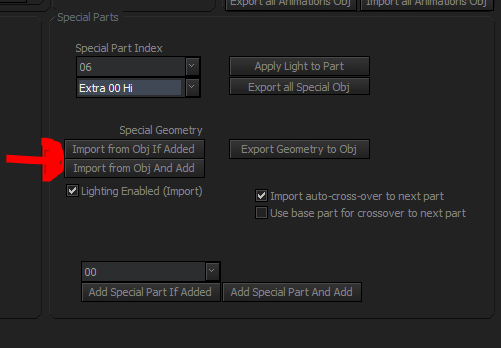 Export all Animations Obj
Import all Animations Obj
Special Parts
Special Part Index
06
Apply Light to Part
Extra 00 Hi
Export all Special Obj
Special Geometry
Import from Obj If Added
Export Geometry to Obj
Import from Obj And Add
Lighting Enabled (Import)
Import auto-cross-over to next part
Use base part for crossover to next part
00
Add Special Part If Added
Add Special Part And Add